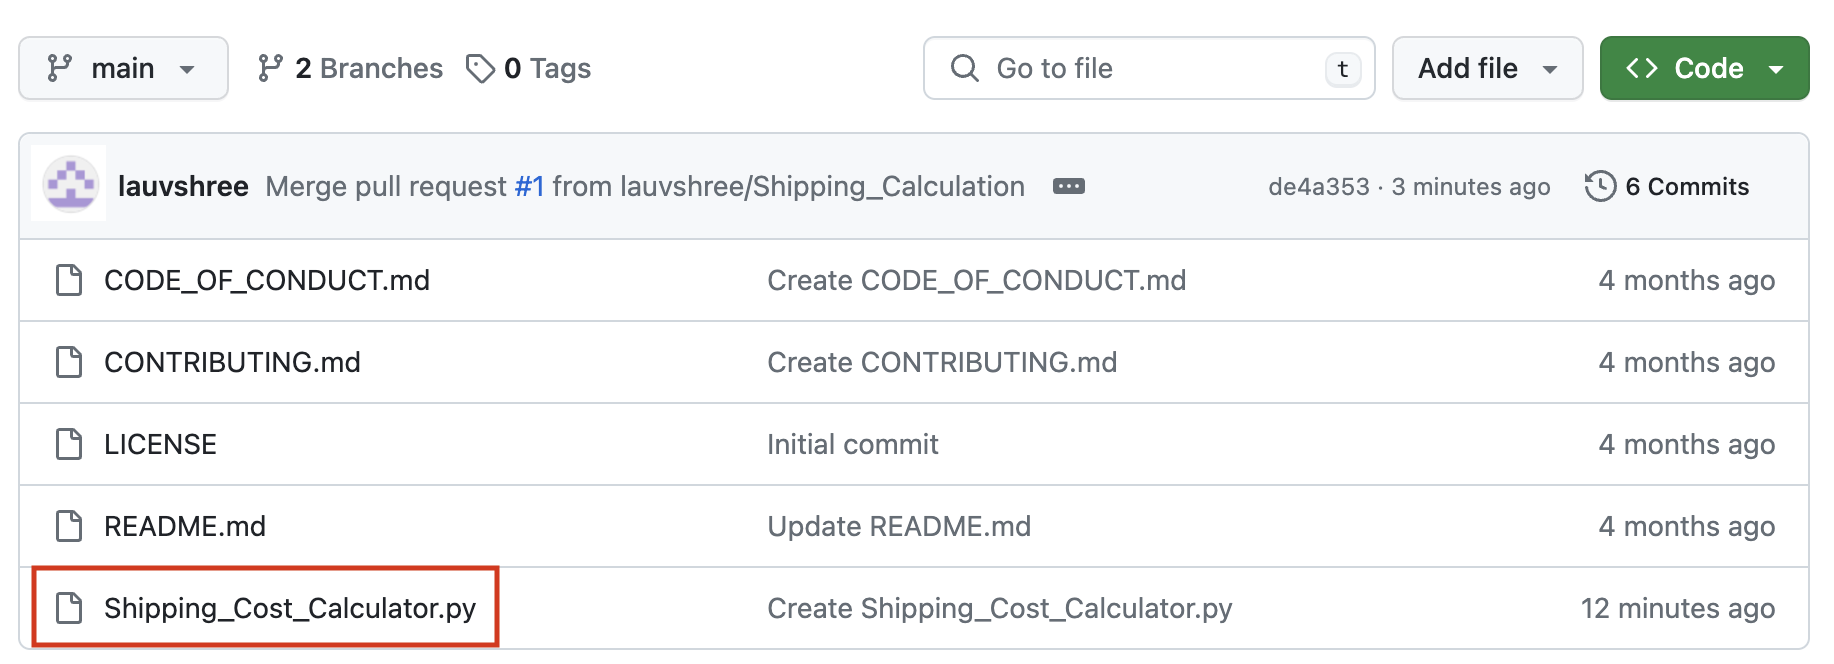 main 2 Branches 0 Tags Go to file t Add file Code
lauvshree Merge pull request #1 from lauvshree/Shipping_Calculation de4a353 · 3 minutes ago 6 Commits
CODE_OF_CONDUCT.md Create CODE_OF_CONDUCT.md 4 months ago
CONTRIBUTING.md Create CONTRIBUTING.md 4 months ago
LICENSE Initial commit 4 months ago
README.md Update README.md 4 months ago
Shipping_Cost_Calculator.py Create Shipping_Cost_Calculator.py 12 minutes ago